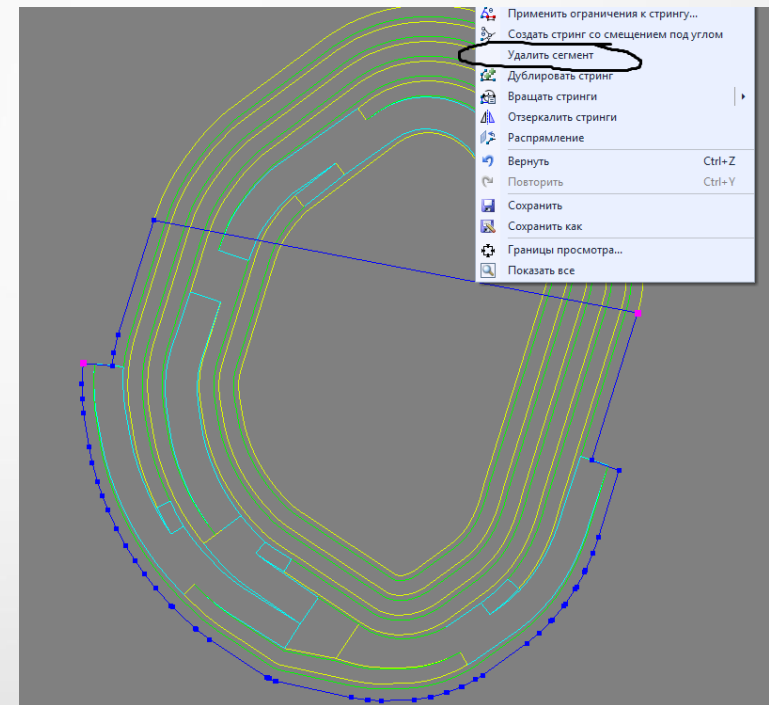 Применить ограничения к стрингу...
Создать стринг со смещением под углом
Удалить сегмент
Дублировать стринг
Вращать стринги
Отзеркалить стринги
Распрямление
Вернуть Ctrl+Z
Повторить Ctrl+Y
Сохранить
Сохранить как
Границы просмотра...
Показать все